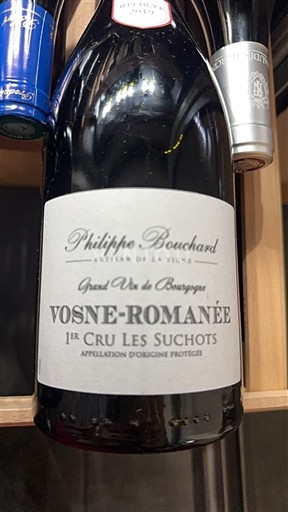 2019
Philippe Bouchard
ARTISAN DE LA VIGNE
Grand Vin de Bourgogne
VOSNE-ROMANÉE
1ER CRU LES SUCHOTS
APPELLATION D'ORIGINE PROTÉGÉE